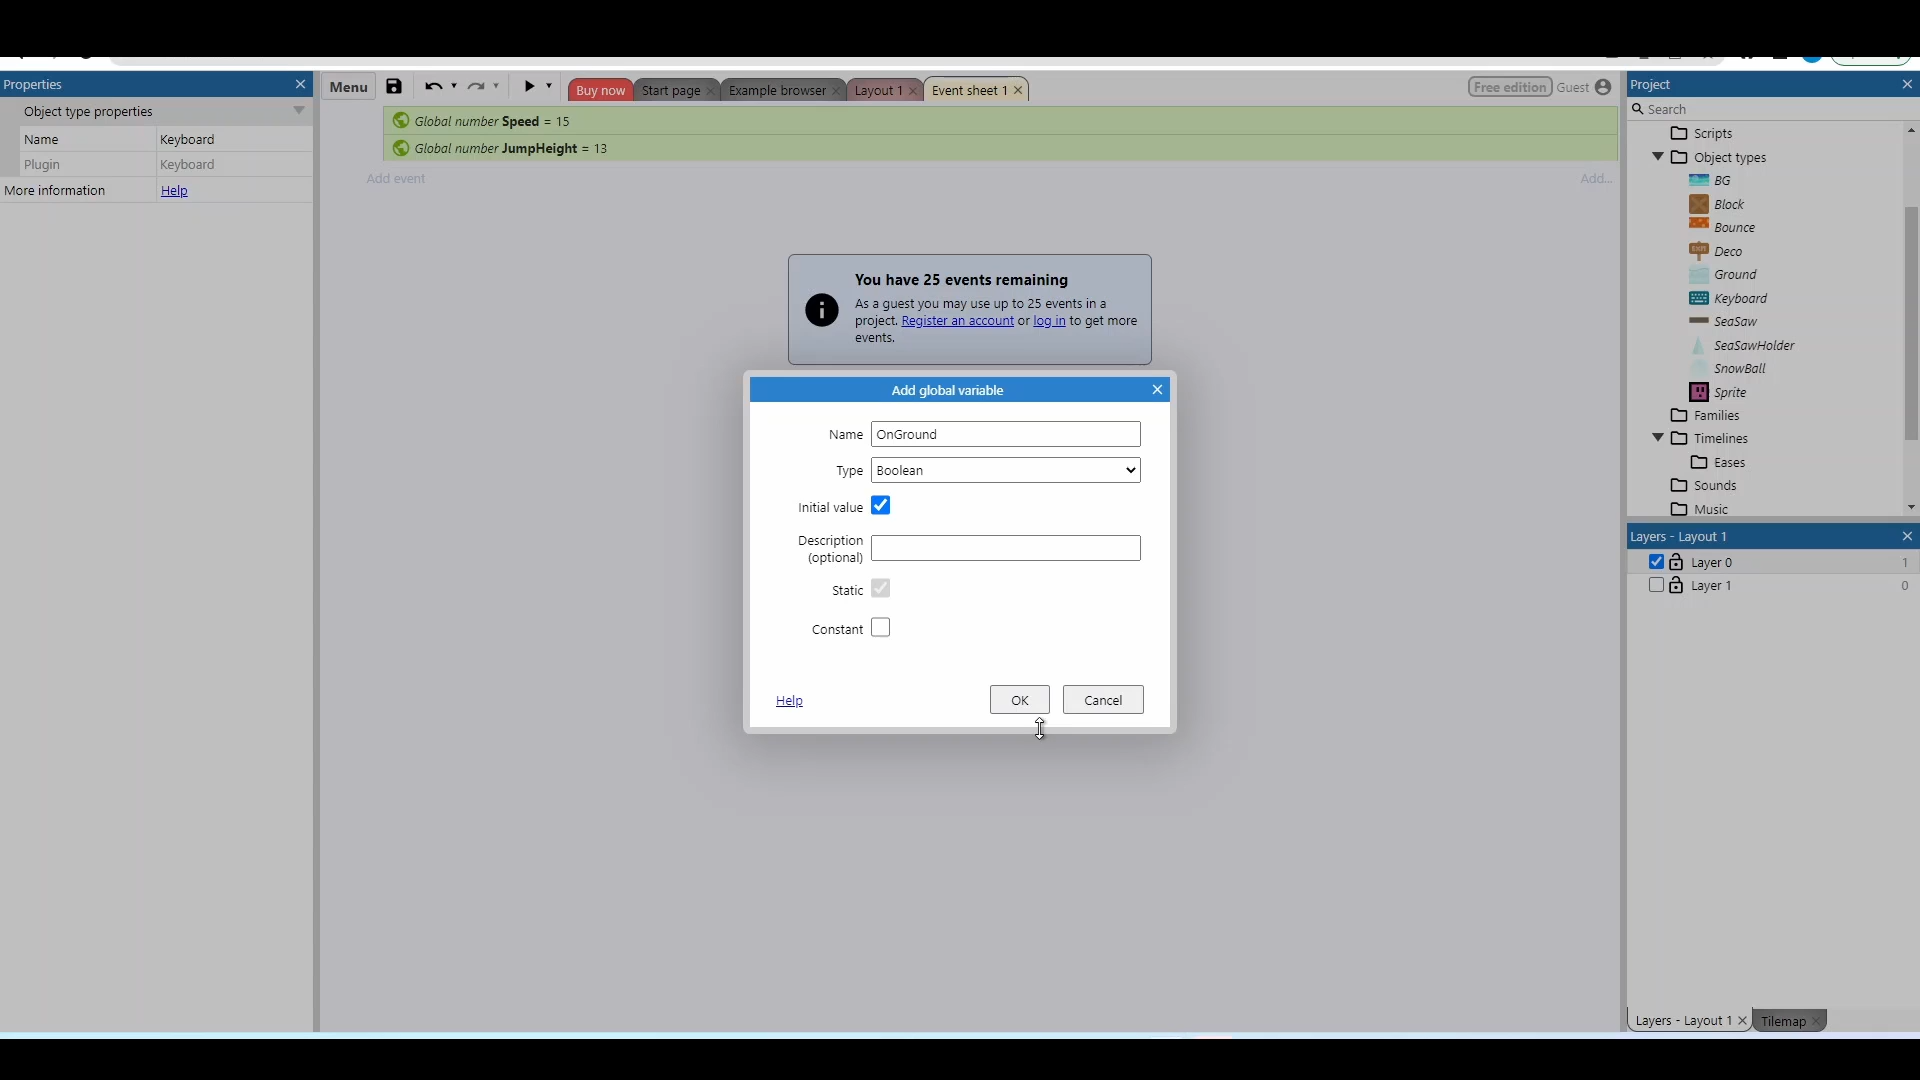 Properties
Object type properties
Name Keyboard
Plugin Keyboard
More information Help
Menu
Buy now Start page Example browser Layout 1 Event sheet 1
Free edition Guest
Global number Speed = 15
Global number JumpHeight = 13
Add event
Add...
You have 25 events remaining
As a guest you may use up to 25 events in a
project. Register an account or log in to get more
events.
Add global variable
Name OnGround
Type Boolean
Initial value
Description
(optional)
Static
Constant
Help OK Cancel
Project
Search
Scripts
Object types
BG
Block
Bounce
Deco
Ground
Keyboard
SeaSaw
SeaSawHolder
SnowBall
Sprite
Families
Timelines
Eases
Sounds
Music
Layers - Layout 1
Layer 0 1
Layer 1 0
Layers - Layout 1 Tilemap